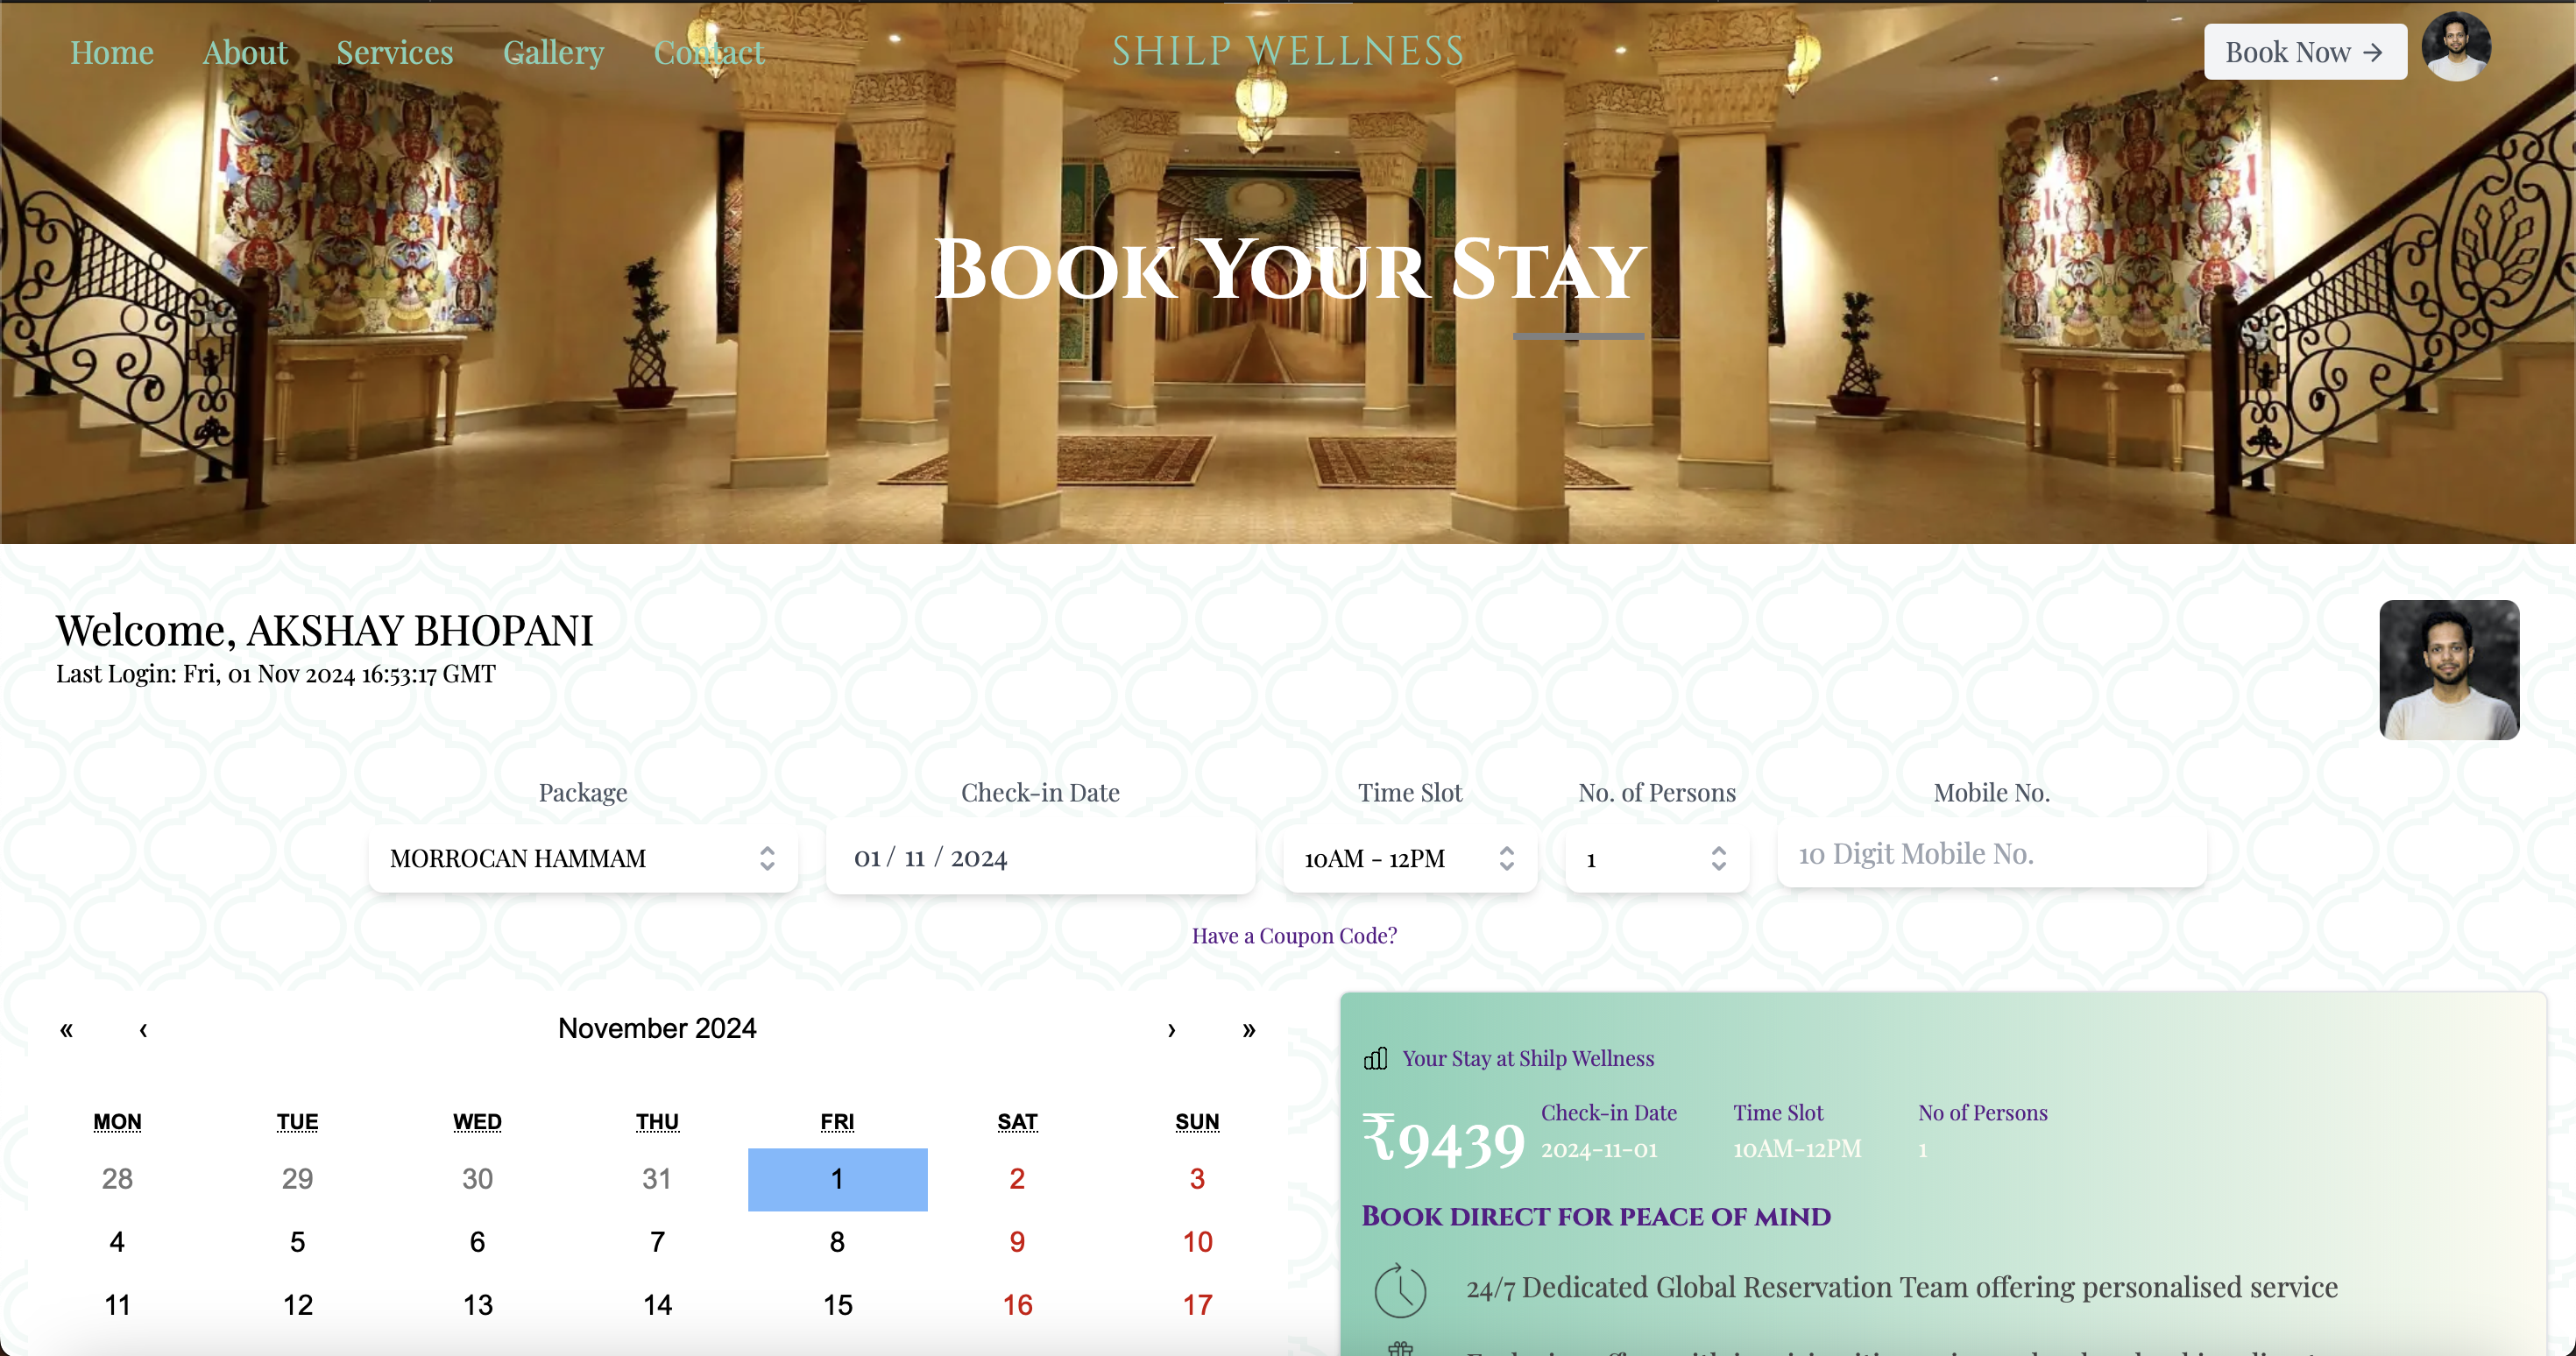 Home About Services Gallery Contact SHILP WELLNESS Book Now →
Book Your Stay
Welcome, AKSHAY BHOPANI
Last Login: Fri, 01 Nov 2024 16:53:17 GMT
Package Check-in Date Time Slot No. of Persons Mobile No.
MORROCAN HAMMAM 01 / 11 / 2024 10AM - 12PM 1 10 Digit Mobile No.
Have a Coupon Code?
« ‹ November 2024 › »
MON TUE WED THU FRI SAT SUN
28 29 30 31 1 2 3
4 5 6 7 8 9 10
11 12 13 14 15 16 17
Your Stay at Shilp Wellness
₹9439
Check-in Date Time Slot No of Persons
2024-11-01 10AM-12PM 1
Book direct for peace of mind
24/7 Dedicated Global Reservation Team offering personalised service